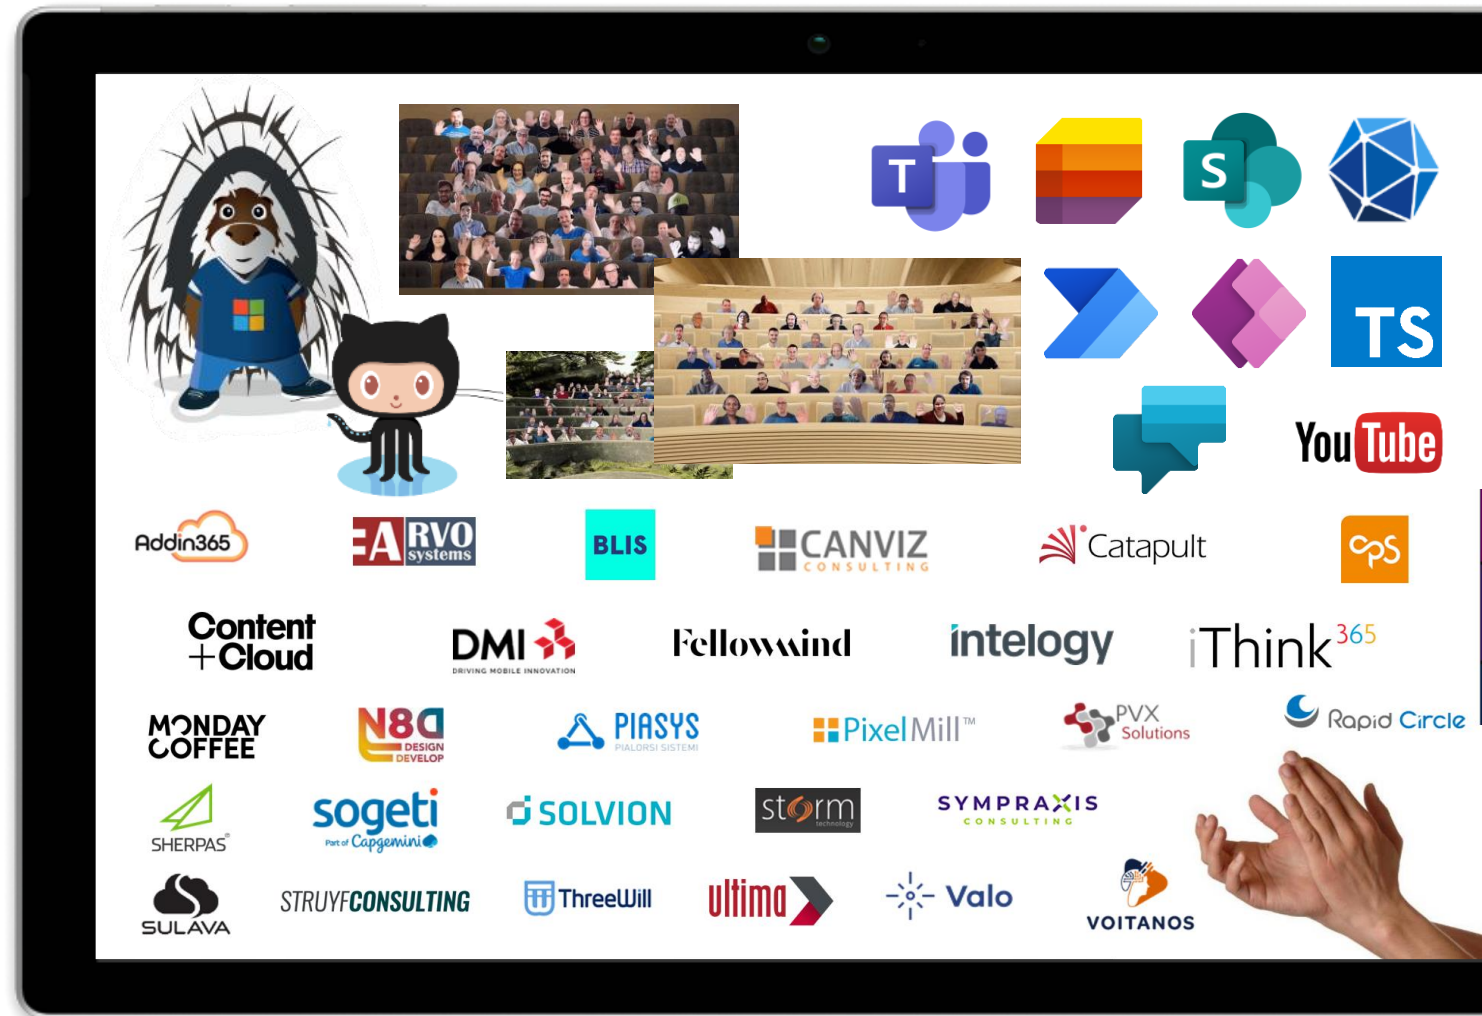 T
S
TS
YouTube
Addin365
ARVO
systems
BLIS
CANVIZ
CONSULTING
Catapult
cps
Content
+Cloud
DMI
DRIVING MOBILE INNOVATION
Fellowmind
intelogy
iThink365
MONDAY
COFFEE
N8D
DESIGN
DEVELOP
PIASYS
PIALORSI SISTEMI
PixelMill™
PVX
Solutions
Rapid Circle
SHERPAS®
sogeti
Part of Capgemini
SOLVION
storm
technology
SYMPRAXIS
CONSULTING
SULAVA
STRUYFCONSULTING
ThreeWill
ultima
Valo
VOITANOS